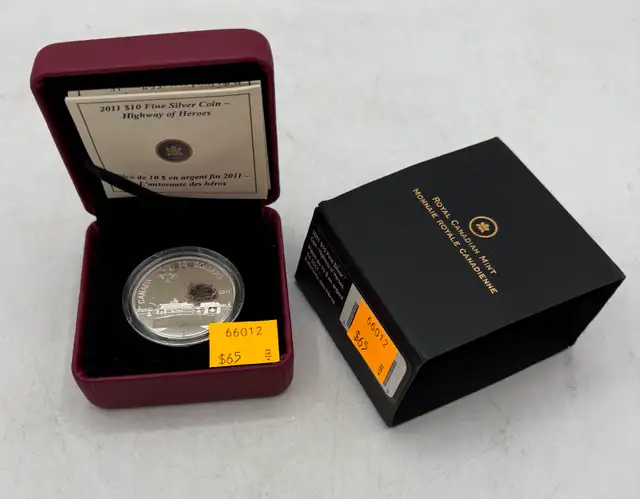 2011 $10 Fine Silver Coin –
Highway of Heroes
de 10 $ en argent fin 2011 –
L'autoroute des héros
CANADA
10 DOLLARS
2011
66012
$65
ROYAL CANADIAN MINT
MONNAIE ROYALE CANADIENNE
66012
$65